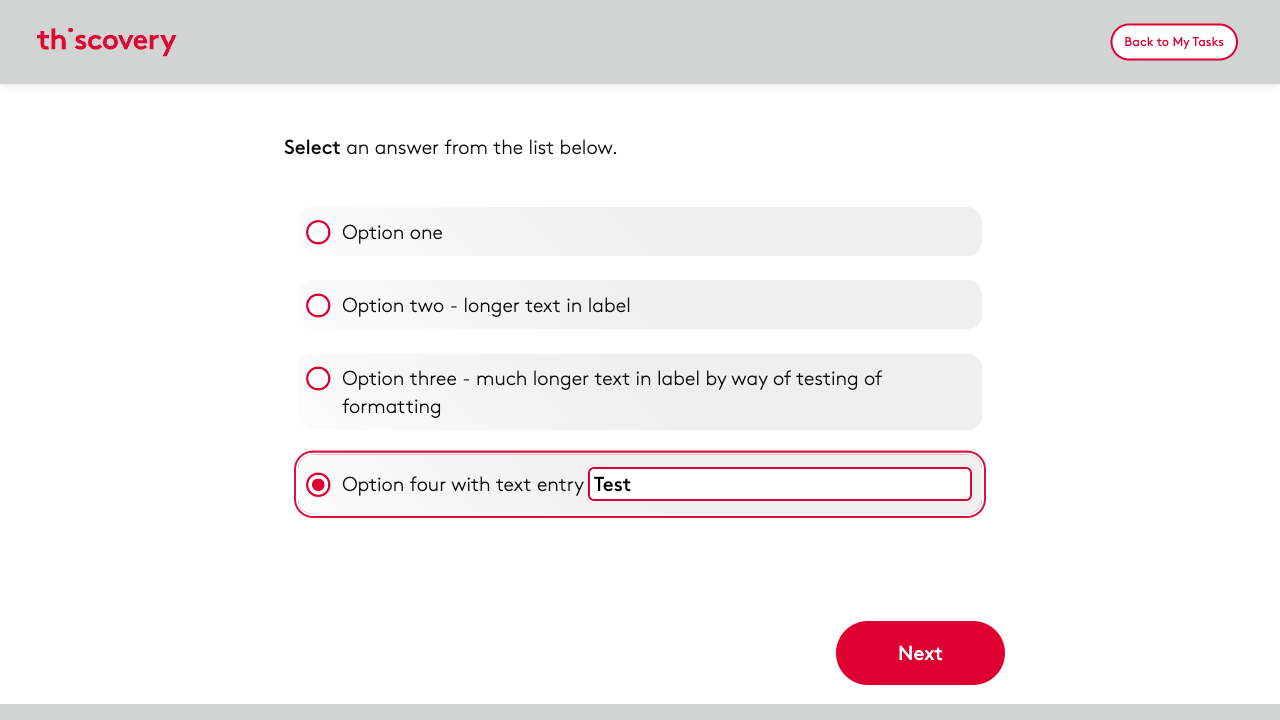 thiscovery
Back to My Tasks
Select an answer from the list below.
Option one
Option two - longer text in label
Option three - much longer text in label by way of testing of
formatting
Option four with text entry Test
Next